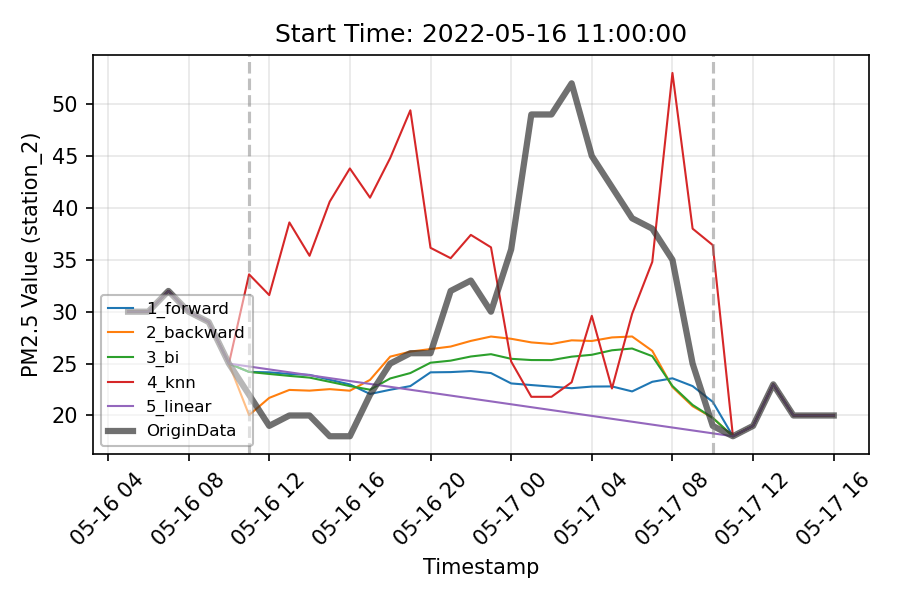 Start Time: 2022-05-16 11:00:00
PM2.5 Value (station_2)
50
45
40
35
30
25
20
1_forward
2_backward
3_bi
4_knn
5_linear
OriginData
05-16 04
05-16 08
05-16 12
05-16 16
05-16 20
05-17 00
05-17 04
05-17 08
05-17 12
05-17 16
Timestamp